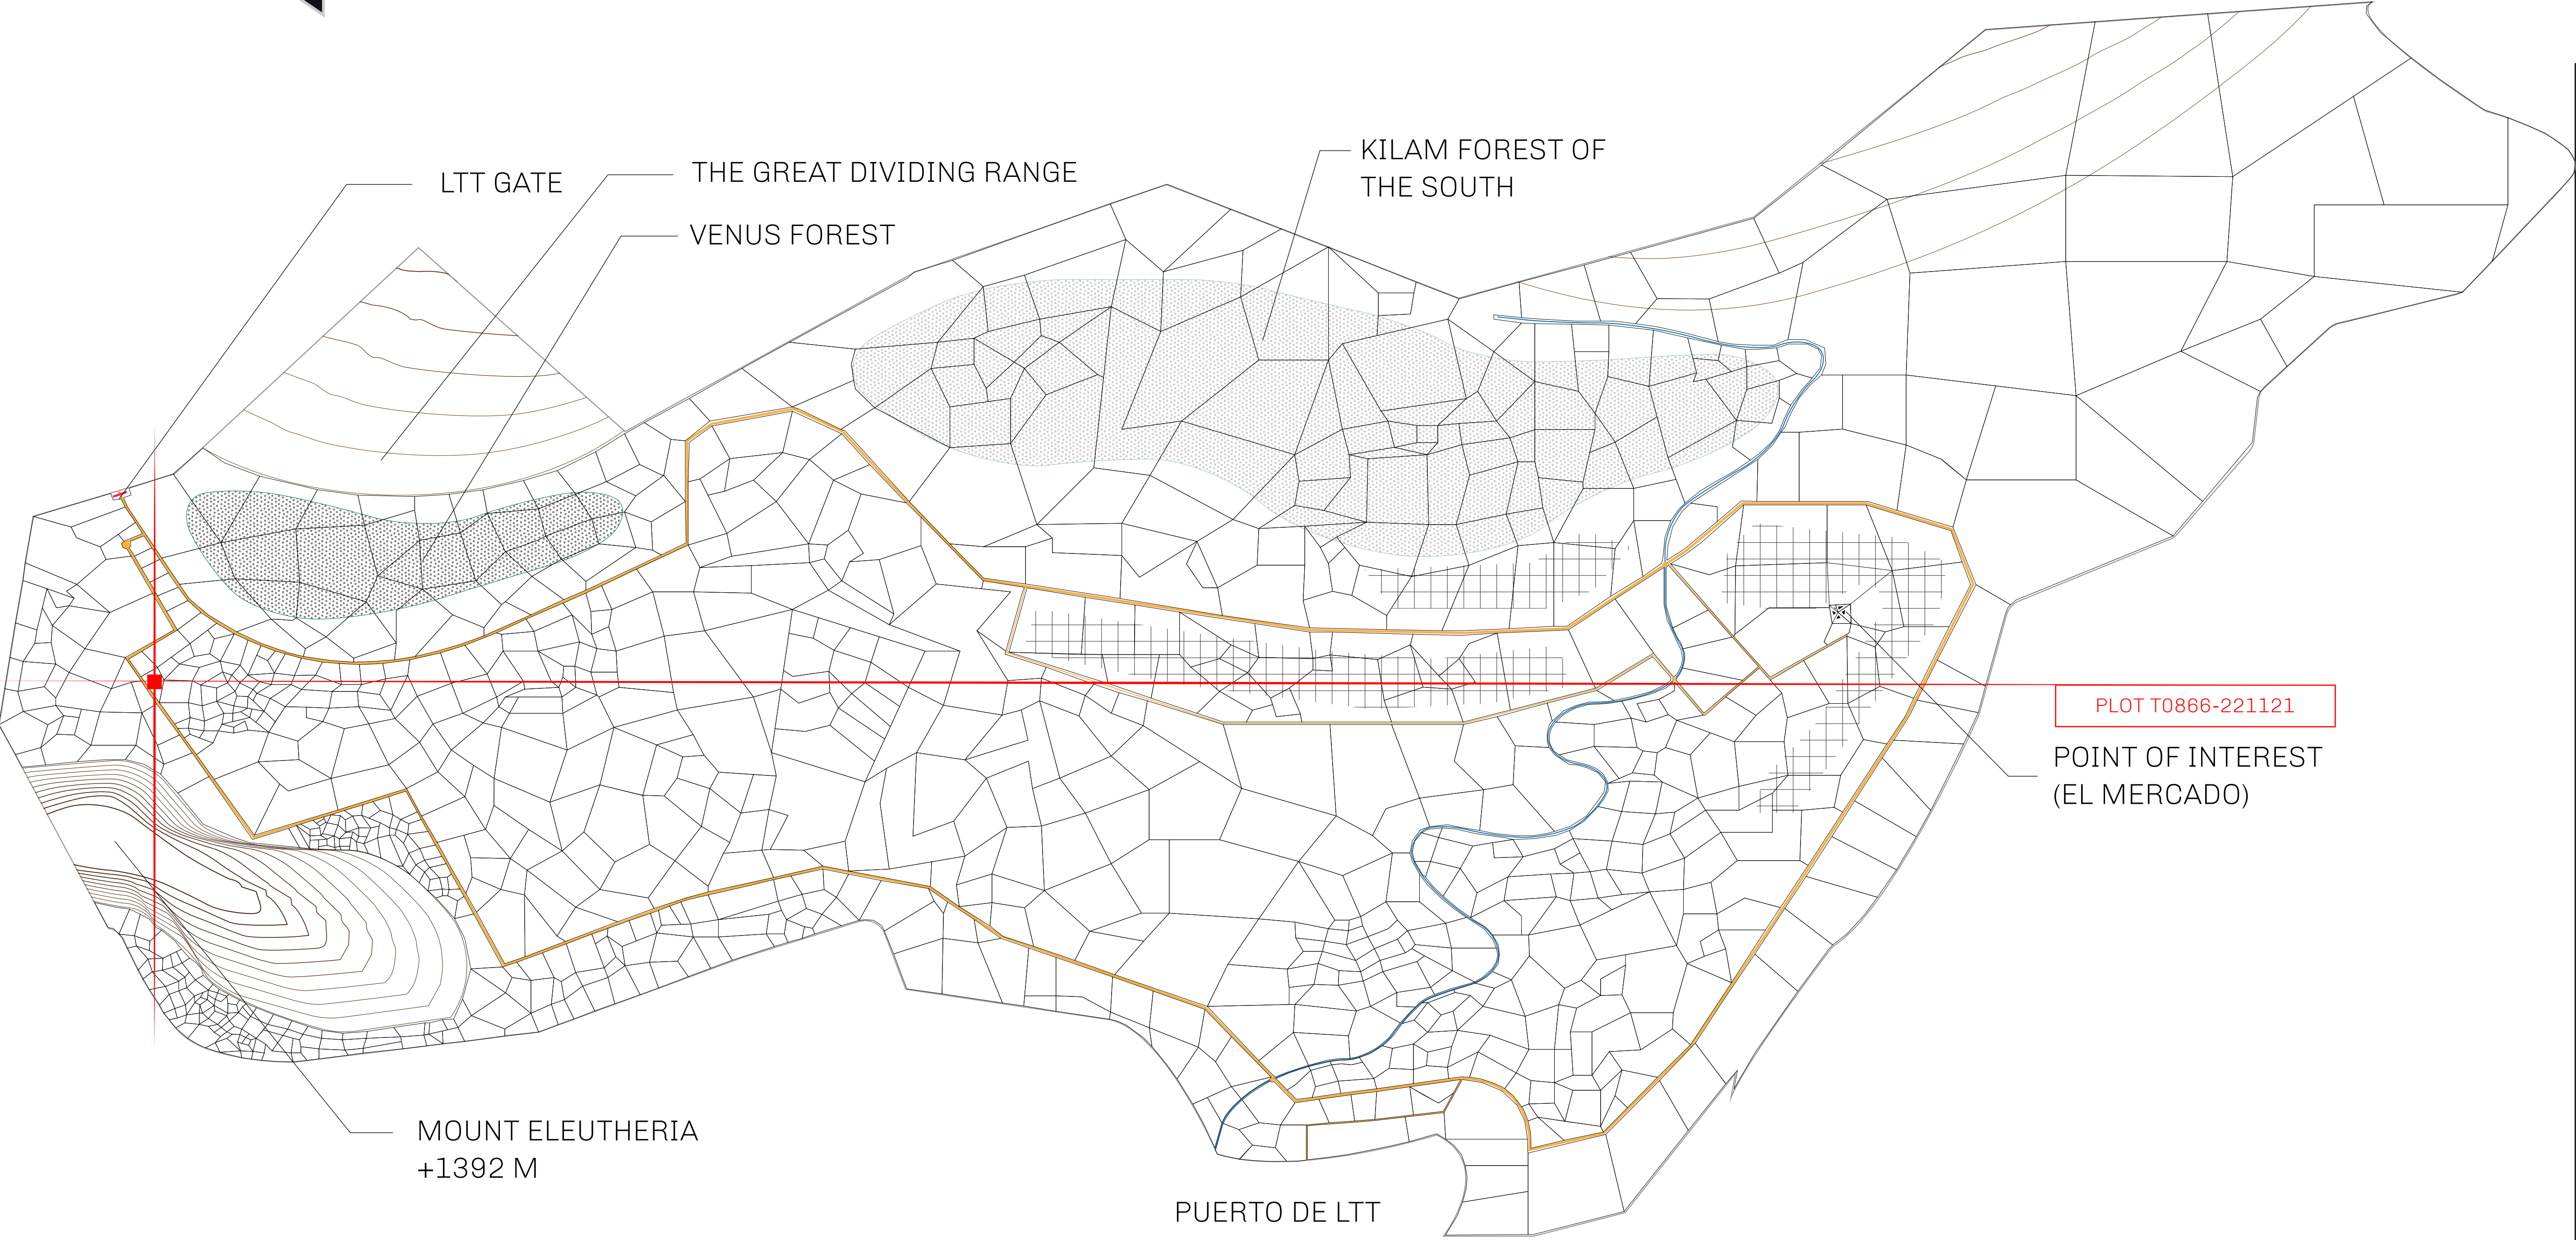 KILAM FOREST OF
THE SOUTH
THE GREAT DIVIDING RANGE
LTT GATE
VENUS FOREST
PLOT T0866-221121
POINT OF INTEREST
(EL MERCADO)
MOUNT ELEUTHERIA
+1392 M
PUERTO DE LTT